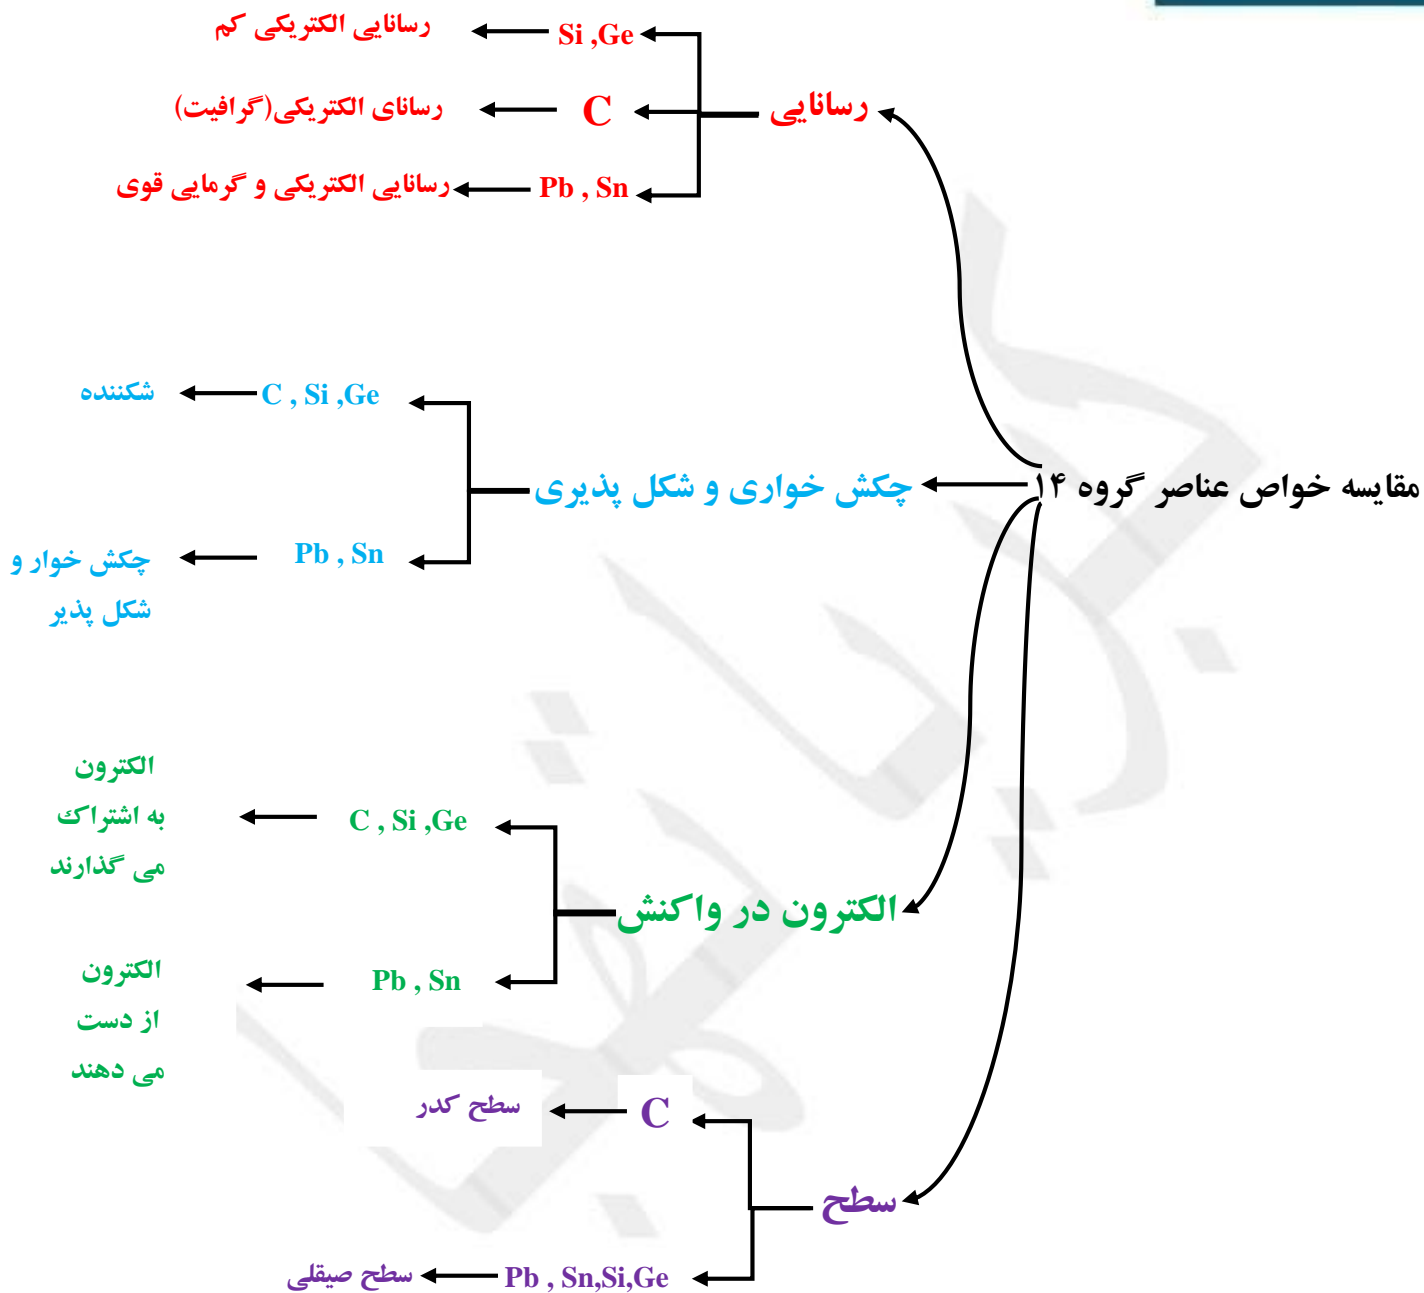 مقایسه خواص عناصر گروه ۱۴
رسانایی
Si ,Ge
رسانایی الکتریکی کم
C
رسانای الکتریکی(گرافیت)
Pb , Sn
رسانایی الکتریکی و گرمایی قوی
چکش خواری و شکل پذیری
C , Si ,Ge
شکننده
Pb , Sn
چکش خوار و
شکل پذیر
الکترون در واکنش
C , Si ,Ge
الکترون
به اشتراک
می گذارند
Pb , Sn
الکترون
از دست
می دهند
سطح
C
سطح کدر
Pb , Sn,Si,Ge
سطح صیقلی